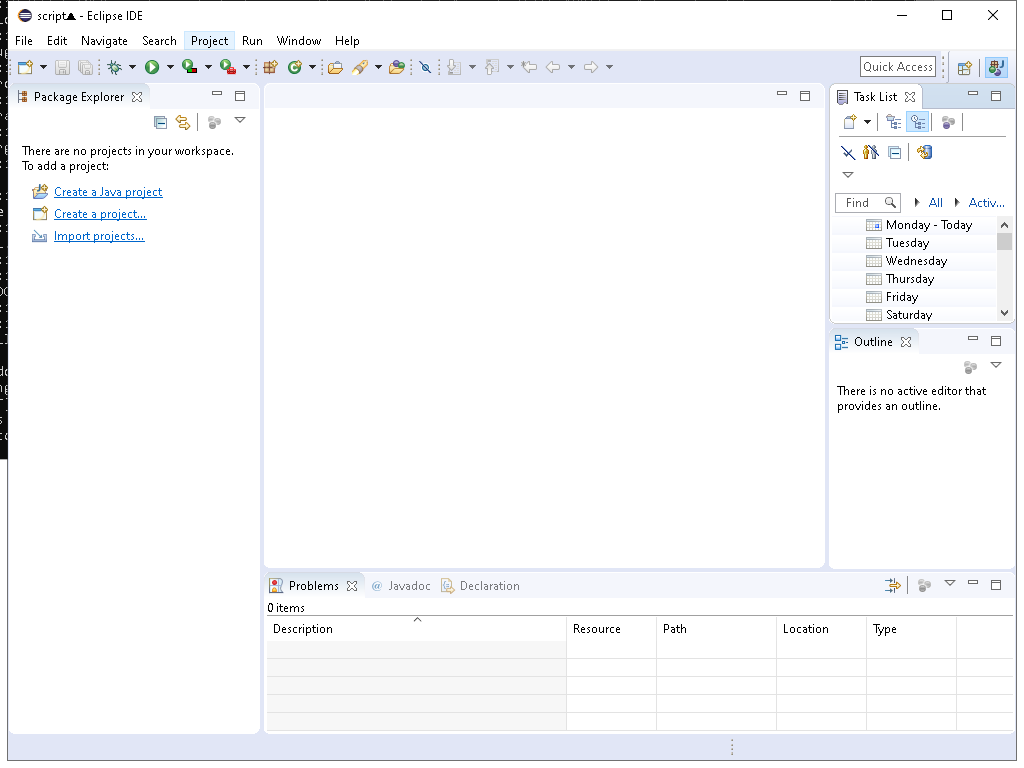 script▲ - Eclipse IDE
File Edit Navigate Search Project Run Window Help
Quick Access
Package Explorer
There are no projects in your workspace.
To add a project:
Create a Java project
Create a project...
Import projects...
Task List
Find All Activ...
Monday - Today
Tuesday
Wednesday
Thursday
Friday
Saturday
Outline
There is no active editor that
provides an outline.
Problems @ Javadoc Declaration
0 items
Description Resource Path Location Type